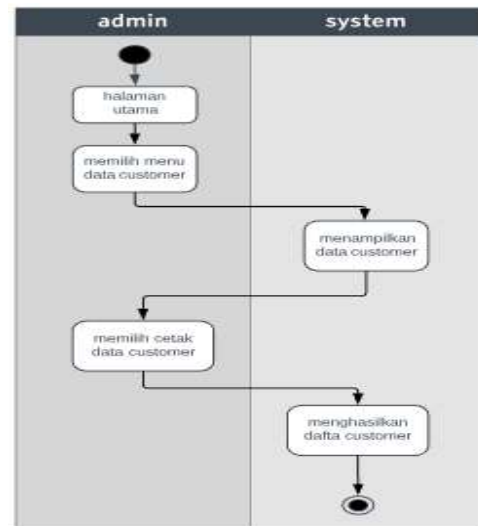 admin
system
halaman
utama
memilih menu
data customer
menampilkan
data customer
memilih cetak
data customer
menghasilkan
dafta customer